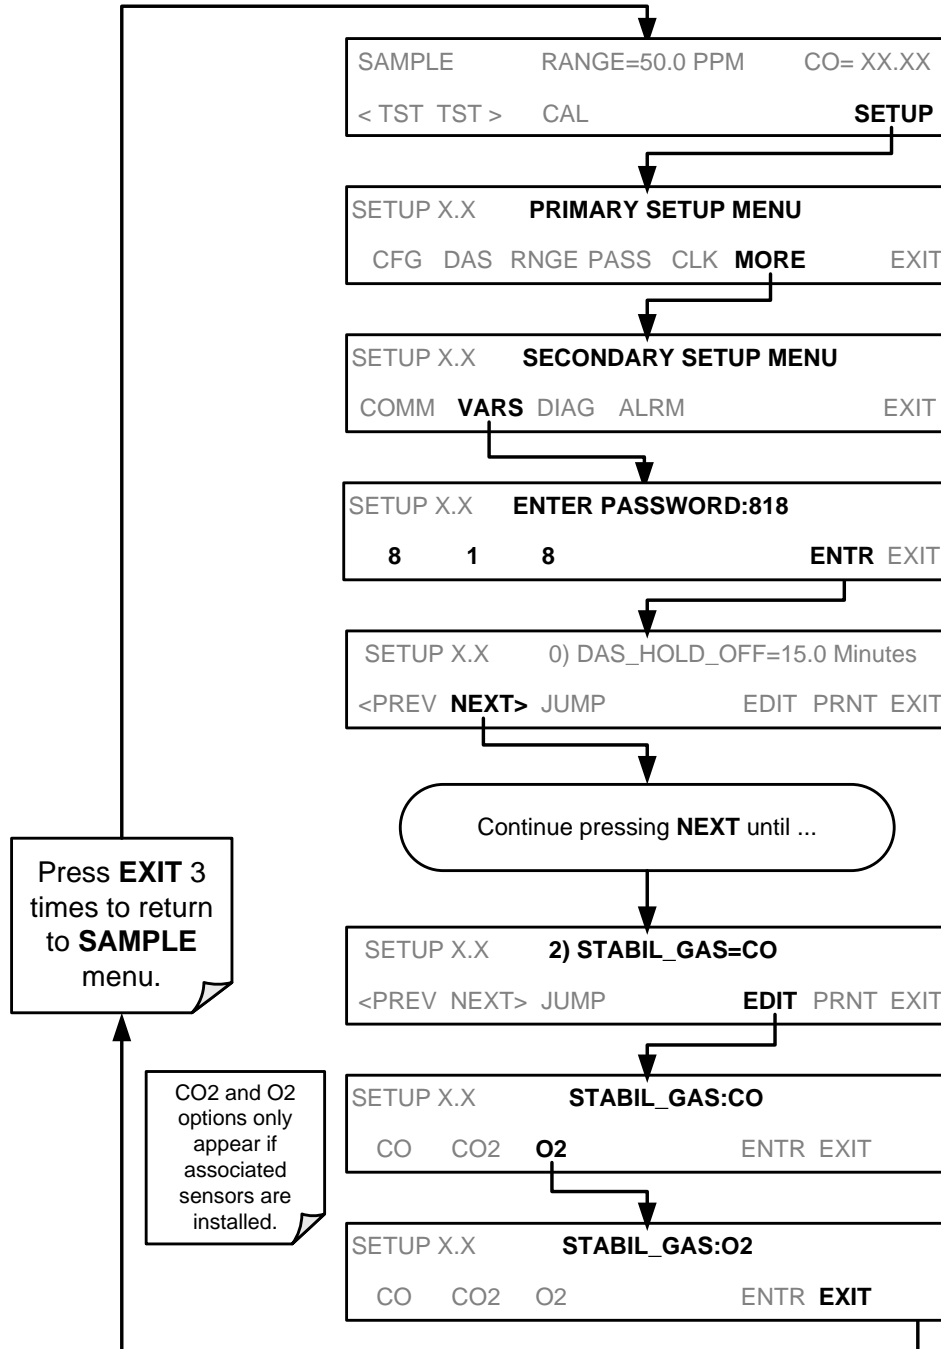 SAMPLE RANGE=50.0 PPM CO= XX.XX
< TST TST > CAL SETUP
SETUP X.X PRIMARY SETUP MENU
CFG DAS RNGE PASS CLK MORE EXIT
SETUP X.X SECONDARY SETUP MENU
COMM VARS DIAG ALRM EXIT
SETUP X.X ENTER PASSWORD:818
8 1 8 ENTR EXIT
SETUP X.X 0) DAS_HOLD_OFF=15.0 Minutes
<PREV NEXT> JUMP EDIT PRNT EXIT
Continue pressing NEXT until ...
Press EXIT 3
times to return
to SAMPLE
menu.
SETUP X.X 2) STABIL_GAS=CO
<PREV NEXT> JUMP EDIT PRNT EXIT
CO2 and O2
options only
appear if
associated
sensors are
installed.
SETUP X.X STABIL_GAS:CO
CO CO2 O2 ENTR EXIT
SETUP X.X STABIL_GAS:O2
CO CO2 O2 ENTR EXIT